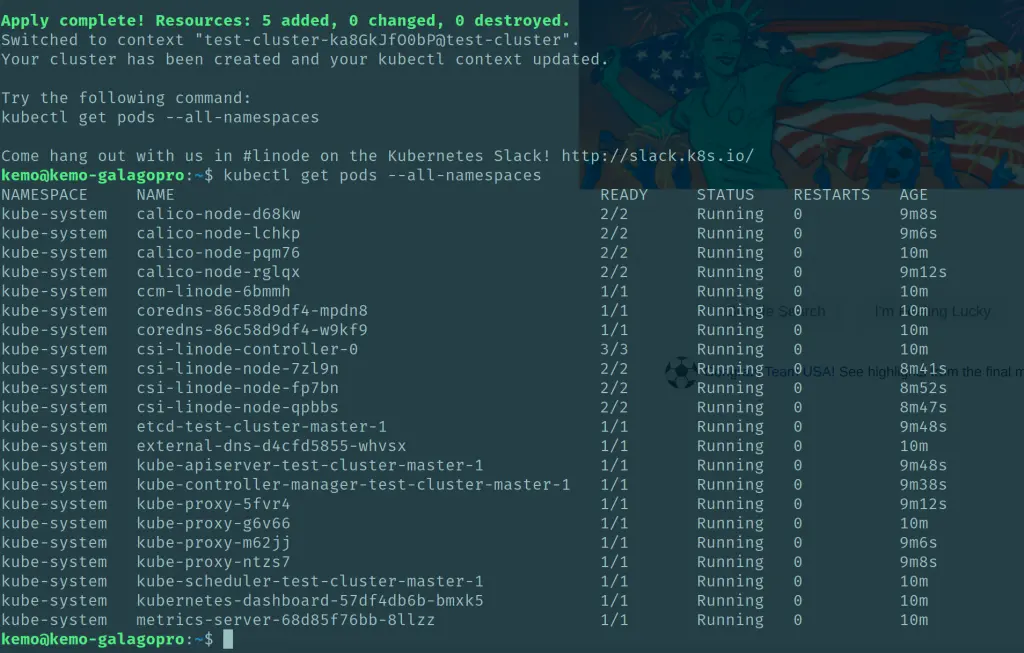 Apply complete! Resources: 5 added, 0 changed, 0 destroyed.
Switched to context "test-cluster-ka8GkJfO0bP@test-cluster".
Your cluster has been created and your kubectl context updated.
Try the following command:
kubectl get pods --all-namespaces
Come hang out with us in #linode on the Kubernetes Slack! http://slack.k8s.io/
kemo@kemo-galagopro:~$ kubectl get pods --all-namespaces
NAMESPACE NAME READY STATUS RESTARTS AGE
kube-system calico-node-d68kw 2/2 Running 0 9m8s
kube-system calico-node-lchkp 2/2 Running 0 9m6s
kube-system calico-node-pqm76 2/2 Running 0 10m
kube-system calico-node-rglqx 2/2 Running 0 9m12s
kube-system ccm-linode-6bmmh 1/1 Running 0 10m
kube-system coredns-86c58d9df4-mpdn8 1/1 Running 0 10m
kube-system coredns-86c58d9df4-w9kf9 1/1 Running 0 10m
kube-system csi-linode-controller-0 3/3 Running 0 10m
kube-system csi-linode-node-7zl9n 2/2 Running 0 8m41s
kube-system csi-linode-node-fp7bn 2/2 Running 0 8m52s
kube-system csi-linode-node-qpbbs 2/2 Running 0 8m47s
kube-system etcd-test-cluster-master-1 1/1 Running 0 9m48s
kube-system external-dns-d4cfd5855-whvsx 1/1 Running 0 10m
kube-system kube-apiserver-test-cluster-master-1 1/1 Running 0 9m48s
kube-system kube-controller-manager-test-cluster-master-1 1/1 Running 0 9m38s
kube-system kube-proxy-5fvr4 1/1 Running 0 9m12s
kube-system kube-proxy-g6v66 1/1 Running 0 10m
kube-system kube-proxy-m62jj 1/1 Running 0 9m6s
kube-system kube-proxy-ntzs7 1/1 Running 0 9m8s
kube-system kube-scheduler-test-cluster-master-1 1/1 Running 0 10m
kube-system kubernetes-dashboard-57df4db6b-bmxk5 1/1 Running 0 10m
kube-system metrics-server-68d85f76bb-8llzz 1/1 Running 0 10m
kemo@kemo-galagopro:~$
Search I'm Lucky
Team USA! See the final